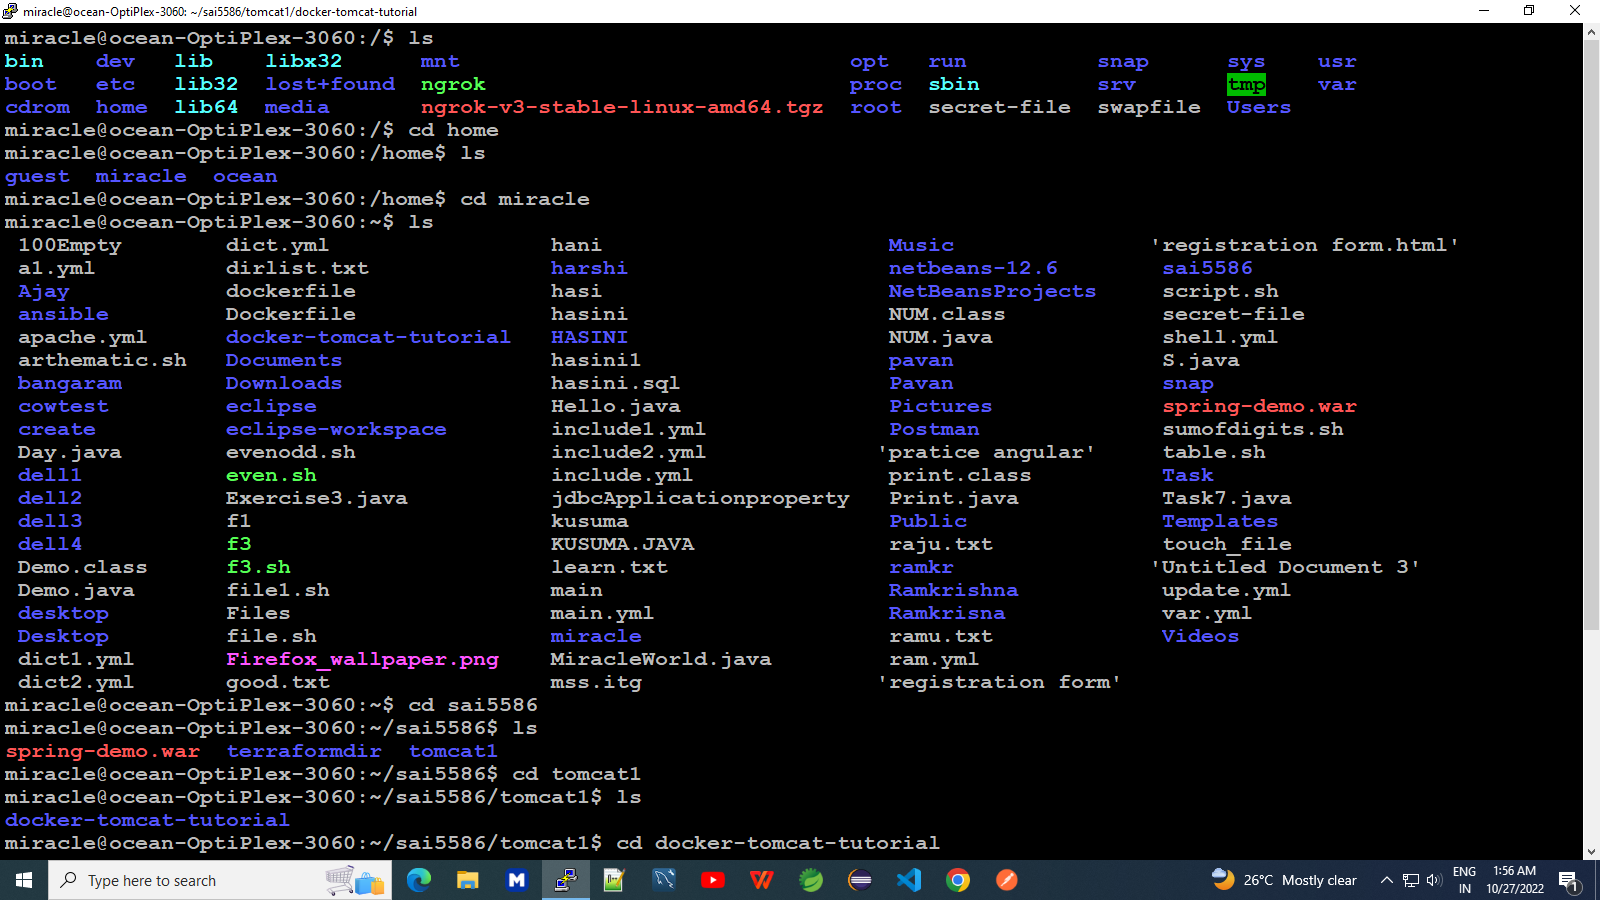 miracle@ocean-OptiPlex-3060: ~/sai5586/tomcat1/docker-tomcat-tutorial
miracle@ocean-OptiPlex-3060:/$ ls
bin dev lib libx32 mnt opt run snap sys usr
boot etc lib32 lost+found ngrok proc sbin srv tmp var
cdrom home lib64 media ngrok-v3-stable-linux-amd64.tgz root secret-file swapfile Users
miracle@ocean-OptiPlex-3060:/$ cd home
miracle@ocean-OptiPlex-3060:/home$ ls
guest miracle ocean
miracle@ocean-OptiPlex-3060:/home$ cd miracle
miracle@ocean-OptiPlex-3060:~$ ls
100Empty dict.yml hani Music 'registration form.html'
a1.yml dirlist.txt harshi netbeans-12.6 sai5586
Ajay dockerfile hasi NetBeansProjects script.sh
ansible Dockerfile hasini NUM.class secret-file
apache.yml docker-tomcat-tutorial HASINI NUM.java shell.yml
arthematic.sh Documents hasini1 pavan S.java
bangaram Downloads hasini.sql Pavan snap
cowtest eclipse Hello.java Pictures spring-demo.war
create eclipse-workspace include1.yml Postman sumofdigits.sh
Day.java evenodd.sh include2.yml 'pratice angular' table.sh
dell1 even.sh include.yml print.class Task
dell2 Exercise3.java jdbcApplicationproperty Print.java Task7.java
dell3 f1 kusuma Public Templates
dell4 f3 KUSUMA.JAVA raju.txt touch_file
Demo.class f3.sh learn.txt ramkr 'Untitled Document 3'
Demo.java file1.sh main Ramkrishna update.yml
desktop Files main.yml Ramkrisna var.yml
Desktop file.sh miracle ramu.txt Videos
dict1.yml Firefox_wallpaper.png MiracleWorld.java ram.yml
dict2.yml good.txt mss.itg 'registration form'
miracle@ocean-OptiPlex-3060:~$ cd sai5586
miracle@ocean-OptiPlex-3060:~/sai5586$ ls
spring-demo.war terraformdir tomcat1
miracle@ocean-OptiPlex-3060:~/sai5586$ cd tomcat1
miracle@ocean-OptiPlex-3060:~/sai5586/tomcat1$ ls
docker-tomcat-tutorial
miracle@ocean-OptiPlex-3060:~/sai5586/tomcat1$ cd docker-tomcat-tutorial
Type here to search
26°C Mostly clear
ENG
IN
1:56 AM
10/27/2022
1